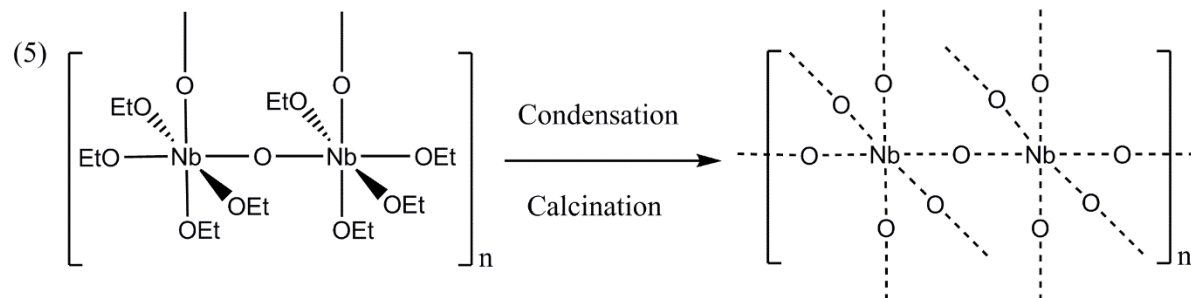 (5)
O O O O
EtO EtO O O
Condensation
EtO Nb O Nb OEt O Nb O Nb O
OEt OEt O O
Calcination
OEt OEt O O
n n